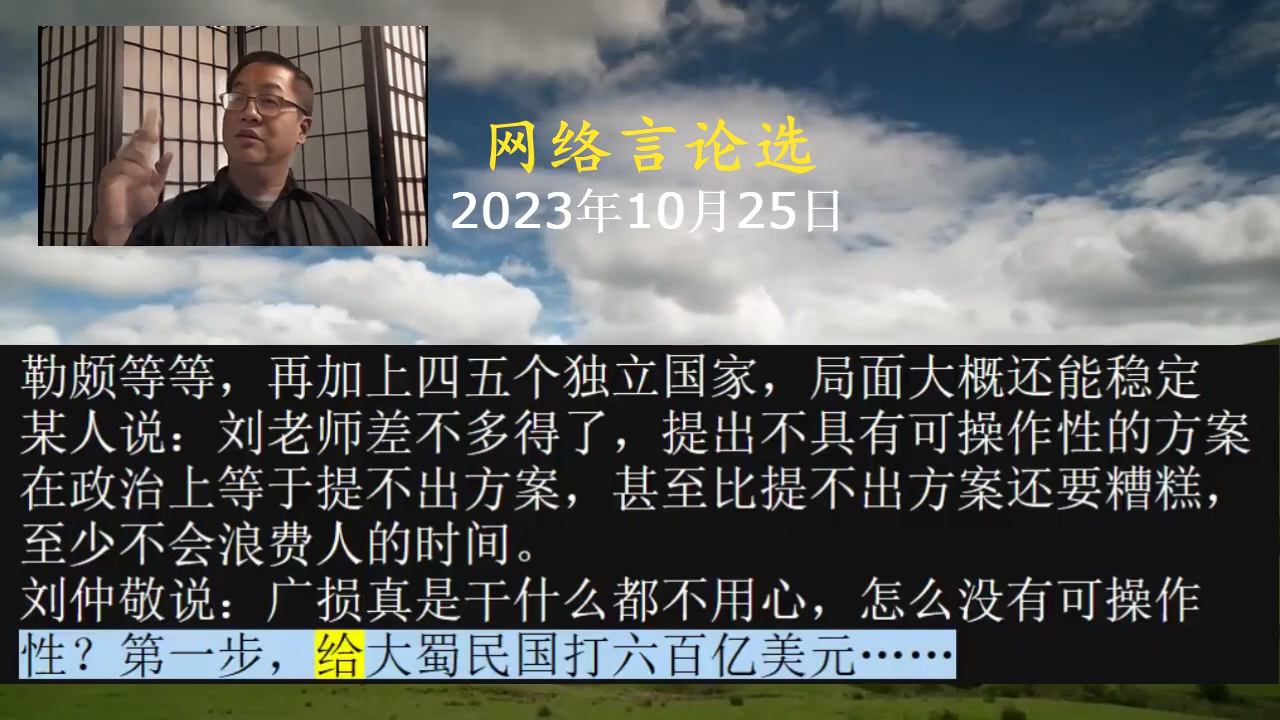 网络言论选
2023年10月25日
勒颇等等，再加上四五个独立国家，局面大概还能稳定
某人说：刘老师差不多得了，提出不具有可操作性的方案
在政治上等于提不出方案，甚至比提不出方案还要糟糕，
至少不会浪费人的时间。
刘仲敬说：广损真是干什么都不用心，怎么没有可操作
性？第一步，给大蜀民国打六百亿美元……